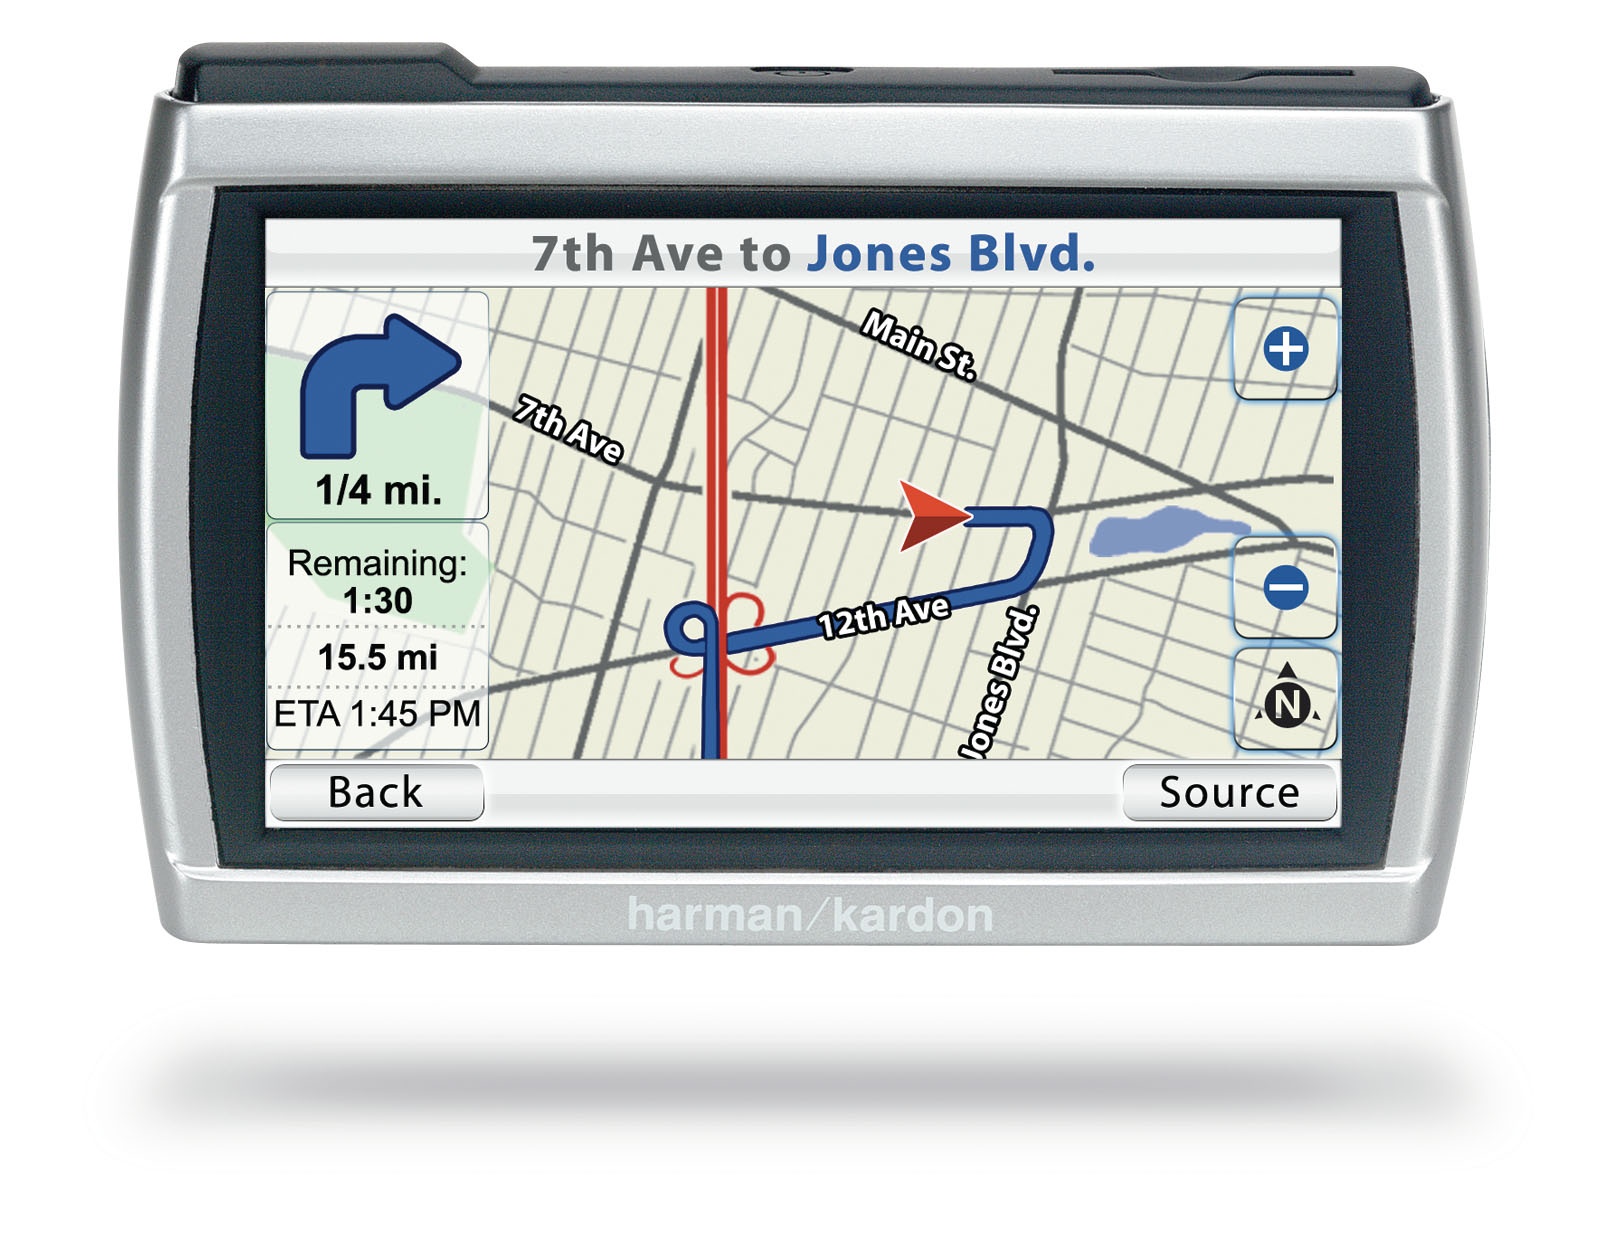 7th Ave to Jones Blvd.
Main St.
7th Ave
1/4 mi.
Remaining:
1:30
15.5 mi
ETA 1:45 PM
12th Ave
Jones Blvd.
N
Back
Source
harman/kardon